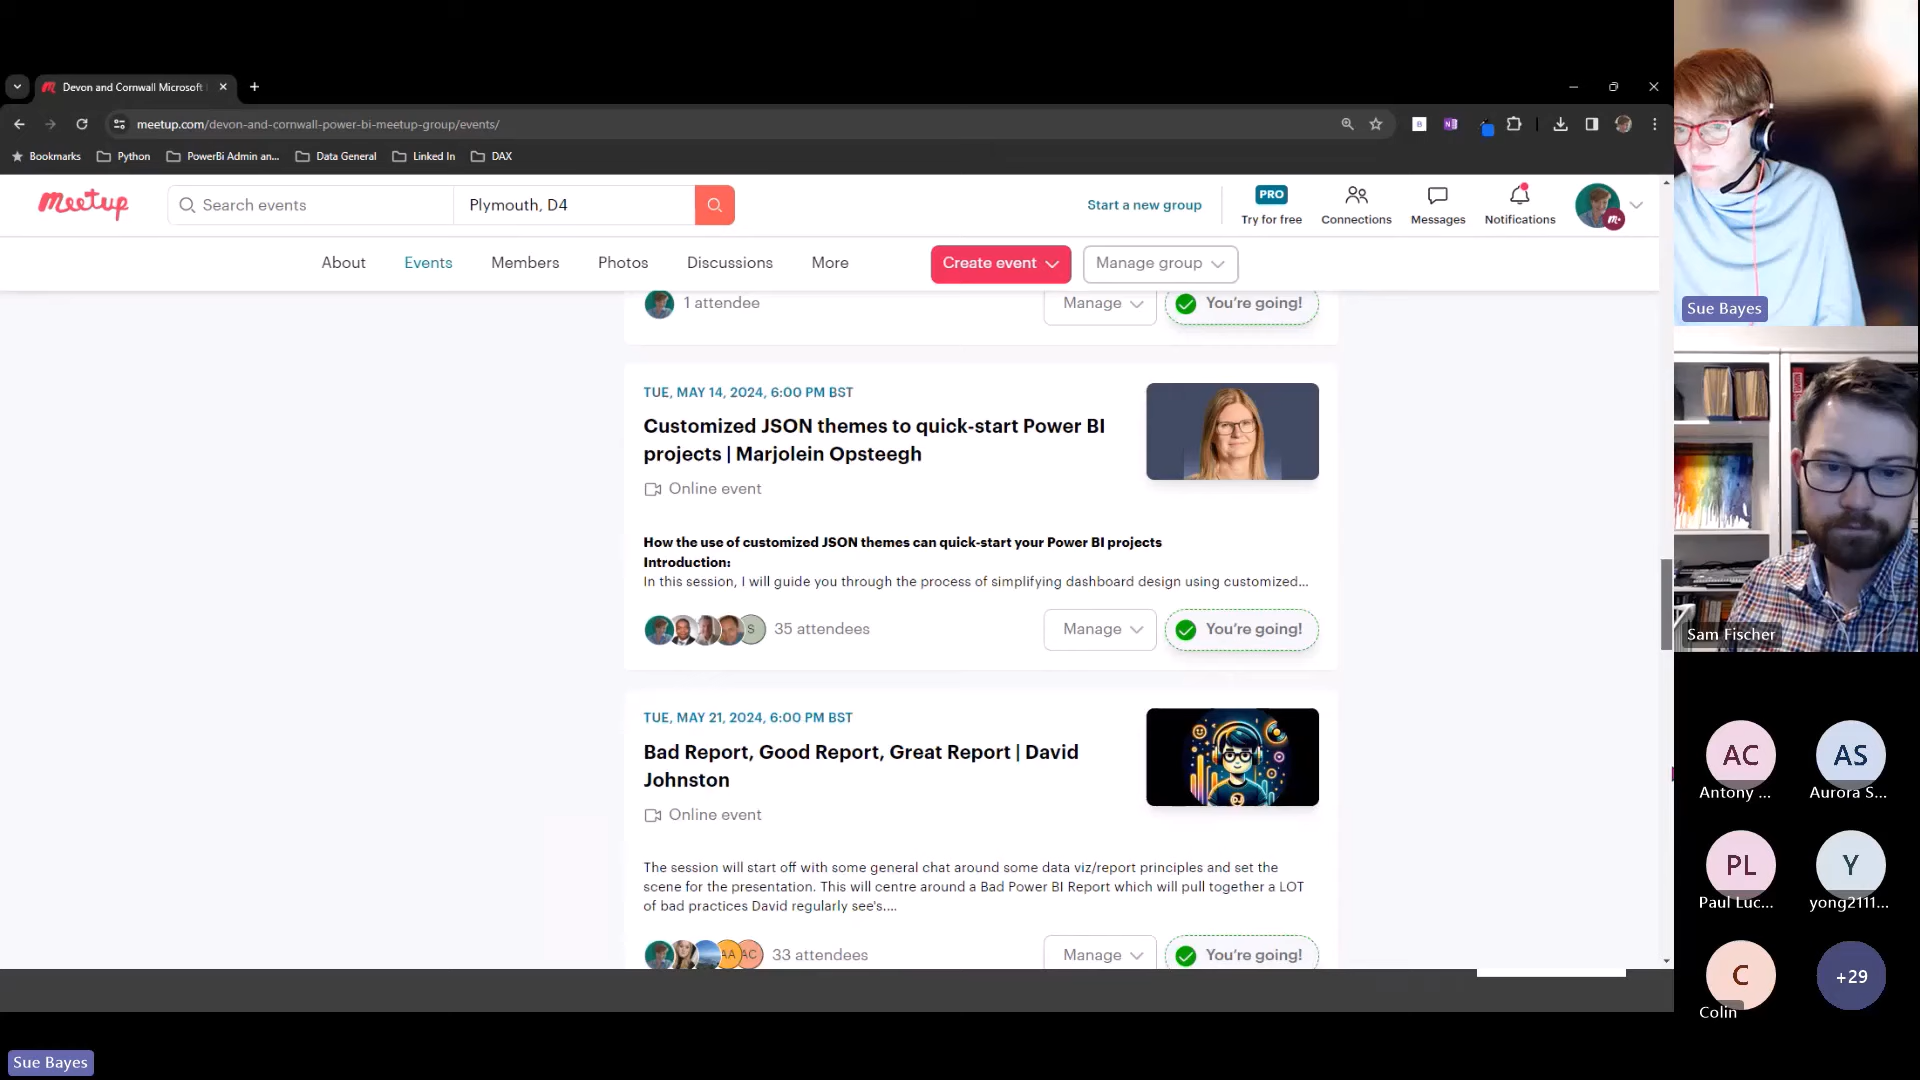 Devon and Cornwall Microsoft
meetup.com/devon-and-cornwall-power-bi-meetup-group/events/
Bookmarks
Python
PowerBi Admin an...
Data General
Linked In
DAX
Meetup
Search events
Plymouth, D4
Start a new group
PRO
Try for free
Connections
Messages
Notifications
About
Events
Members
Photos
Discussions
More
Create event
Manage group
1 attendee
Manage
You're going!
TUE, MAY 14, 2024, 6:00 PM BST
Customized JSON themes to quick-start Power BI
projects | Marjolein Opsteegh
Online event
How the use of customized JSON themes can quick-start your Power BI projects
Introduction:
In this session, I will guide you through the process of simplifying dashboard design using customized...
S
35 attendees
Manage
You're going!
TUE, MAY 21, 2024, 6:00 PM BST
Bad Report, Good Report, Great Report | David
Johnston
Online event
The session will start off with some general chat around some data viz/report principles and set the
scene for the presentation. This will centre around a Bad Power BI Report which will pull together a LOT
of bad practices David regularly see's....
AA
AC
33 attendees
Manage
You're going!
Sue Bayes
Sam Fischer
AC
Antony ...
AS
Aurora S...
PL
Paul Luc...
Y
yong2111...
C
Colin
+29
Sue Bayes